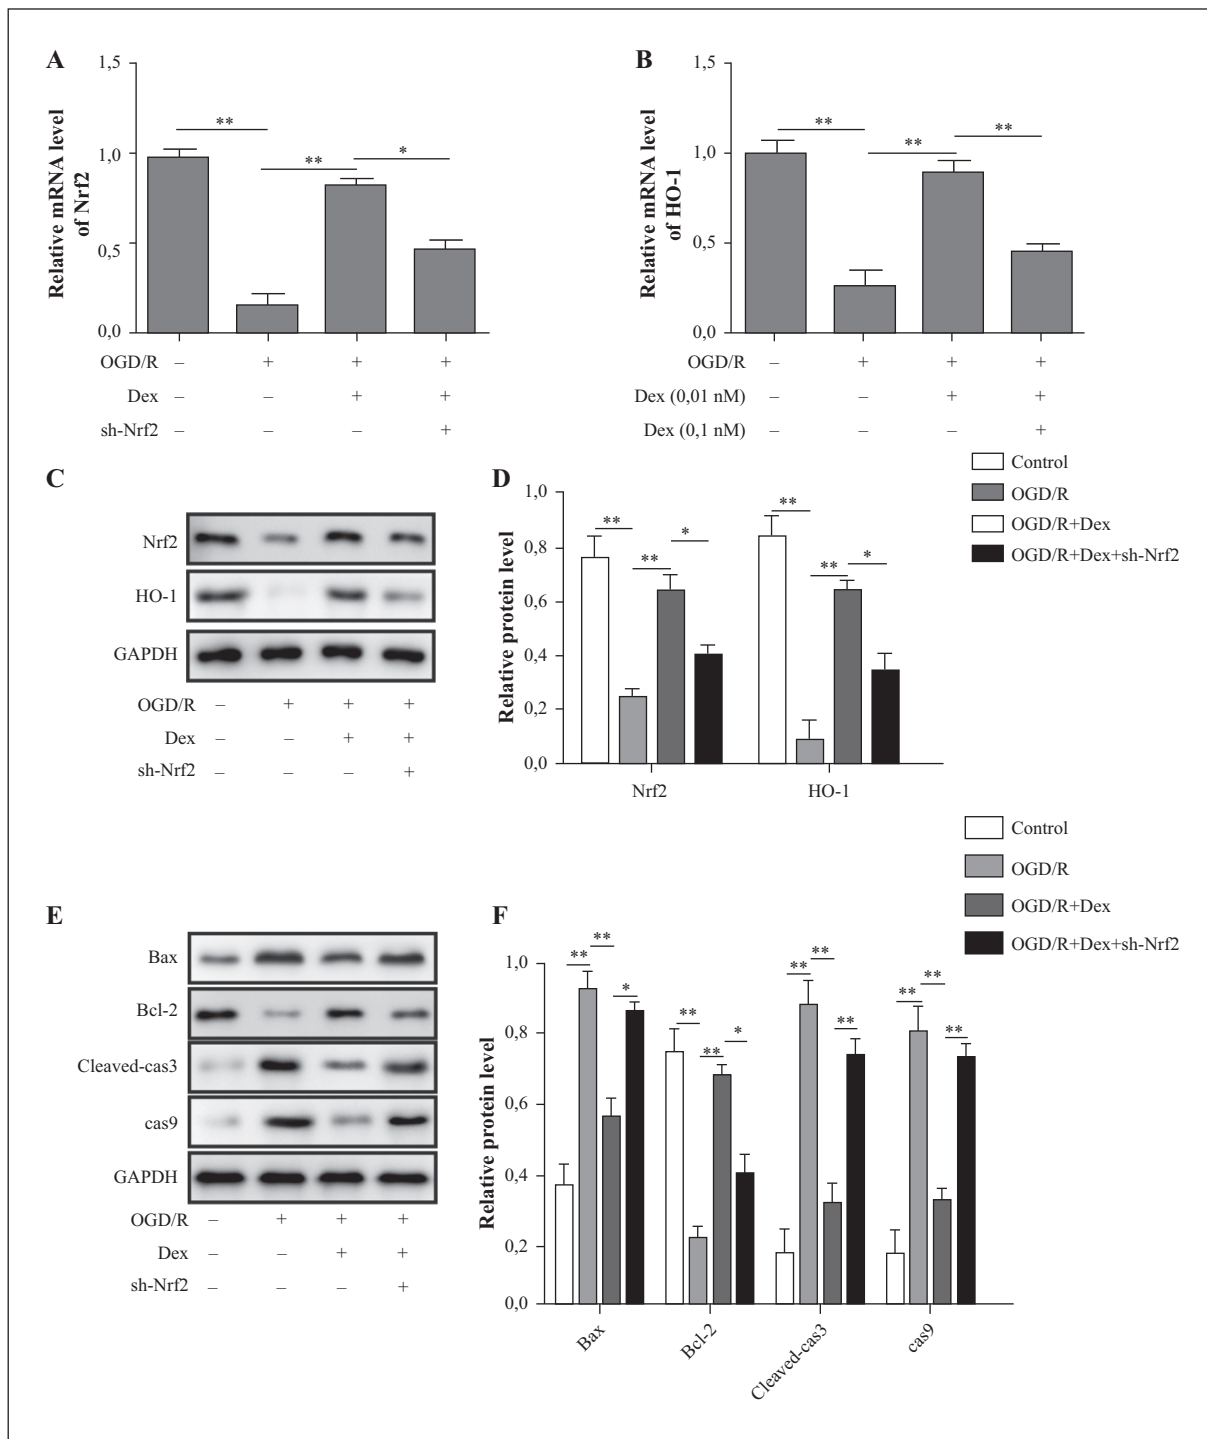 A
B
1,5
1,0
0,5
0,0
Relative mRNA level
of Nrf2
** ** *
OGD/R – + + +
Dex – – + +
sh-Nrf2 – – – +
1,5
1,0
0,5
0,0
Relative mRNA level
of HO-1
** ** **
OGD/R – + + +
Dex (0,01 nM) – – + +
Dex (0,1 nM) – – – +
C
Nrf2
HO-1
GAPDH
OGD/R – + + +
Dex – – + +
sh-Nrf2 – – – +
D
Control
OGD/R
OGD/R+Dex
OGD/R+Dex+sh-Nrf2
1,0
0,8
0,6
0,4
0,2
0,0
Relative protein level
** ** * ** ** *
Nrf2 HO-1
E
Bax
Bcl-2
Cleaved-cas3
cas9
GAPDH
OGD/R – + + +
Dex – – + +
sh-Nrf2 – – – +
F
Control
OGD/R
OGD/R+Dex
OGD/R+Dex+sh-Nrf2
1,0
0,8
0,6
0,4
0,2
0,0
Relative protein level
** ** * ** ** * ** ** ** ** ** **
Bax Bcl-2 Cleaved-cas3 cas9